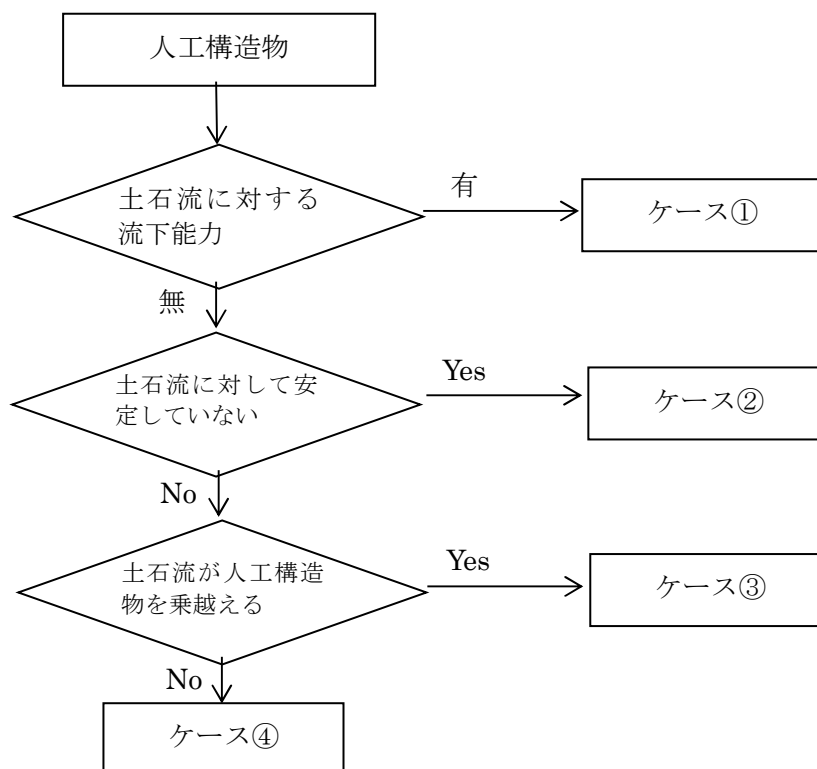 人工構造物
土石流に対する
流下能力
有
ケース①
無
土石流に対して安
定していない
Yes
ケース②
No
土石流が人工構造
物を乗越える
Yes
ケース③
No
ケース④